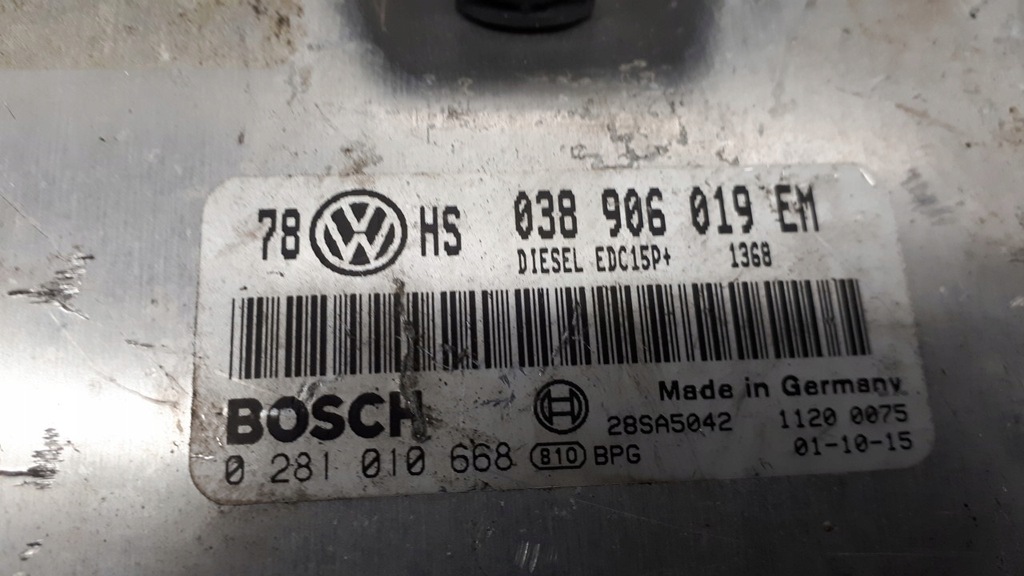 78 VW HS 038 906 019 EM
DIESEL EDC15P+ 1368
BOSCH
Made in Germany
28SA5042 1120 0075
0 281 010 668 810 BPG
01-10-15